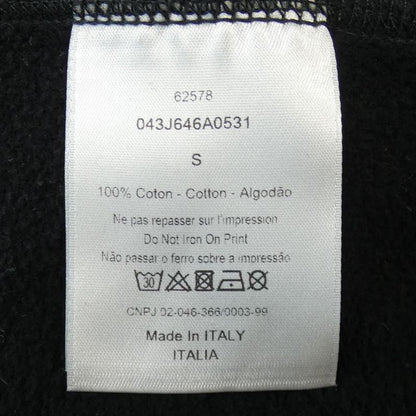 62578
043J646A0531
S
100% Coton - Cotton - Algodão
Ne pas repasser sur l'impression
Do Not Iron On Print
Não passar o ferro sobre a impressão
30
CNPJ 02-046-366/0003-99
Made In ITALY
ITALIA